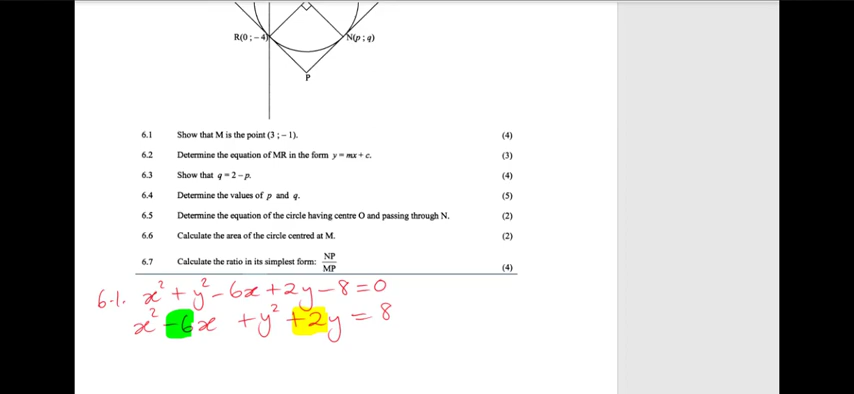 R(0 ; – 4)
N(p ; q)
P
6.1 Show that M is the point (3 ; – 1). (4)
6.2 Determine the equation of MR in the form y = mx + c. (3)
6.3 Show that q = 2 – p. (4)
6.4 Determine the values of p and q. (5)
6.5 Determine the equation of the circle having centre O and passing through N. (2)
6.6 Calculate the area of the circle centred at M. (2)
6.7 Calculate the ratio in its simplest form: NP/MP (4)
6.1. x² + y² – 6x + 2y – 8 = 0
x² – 6x + y² + 2y = 8